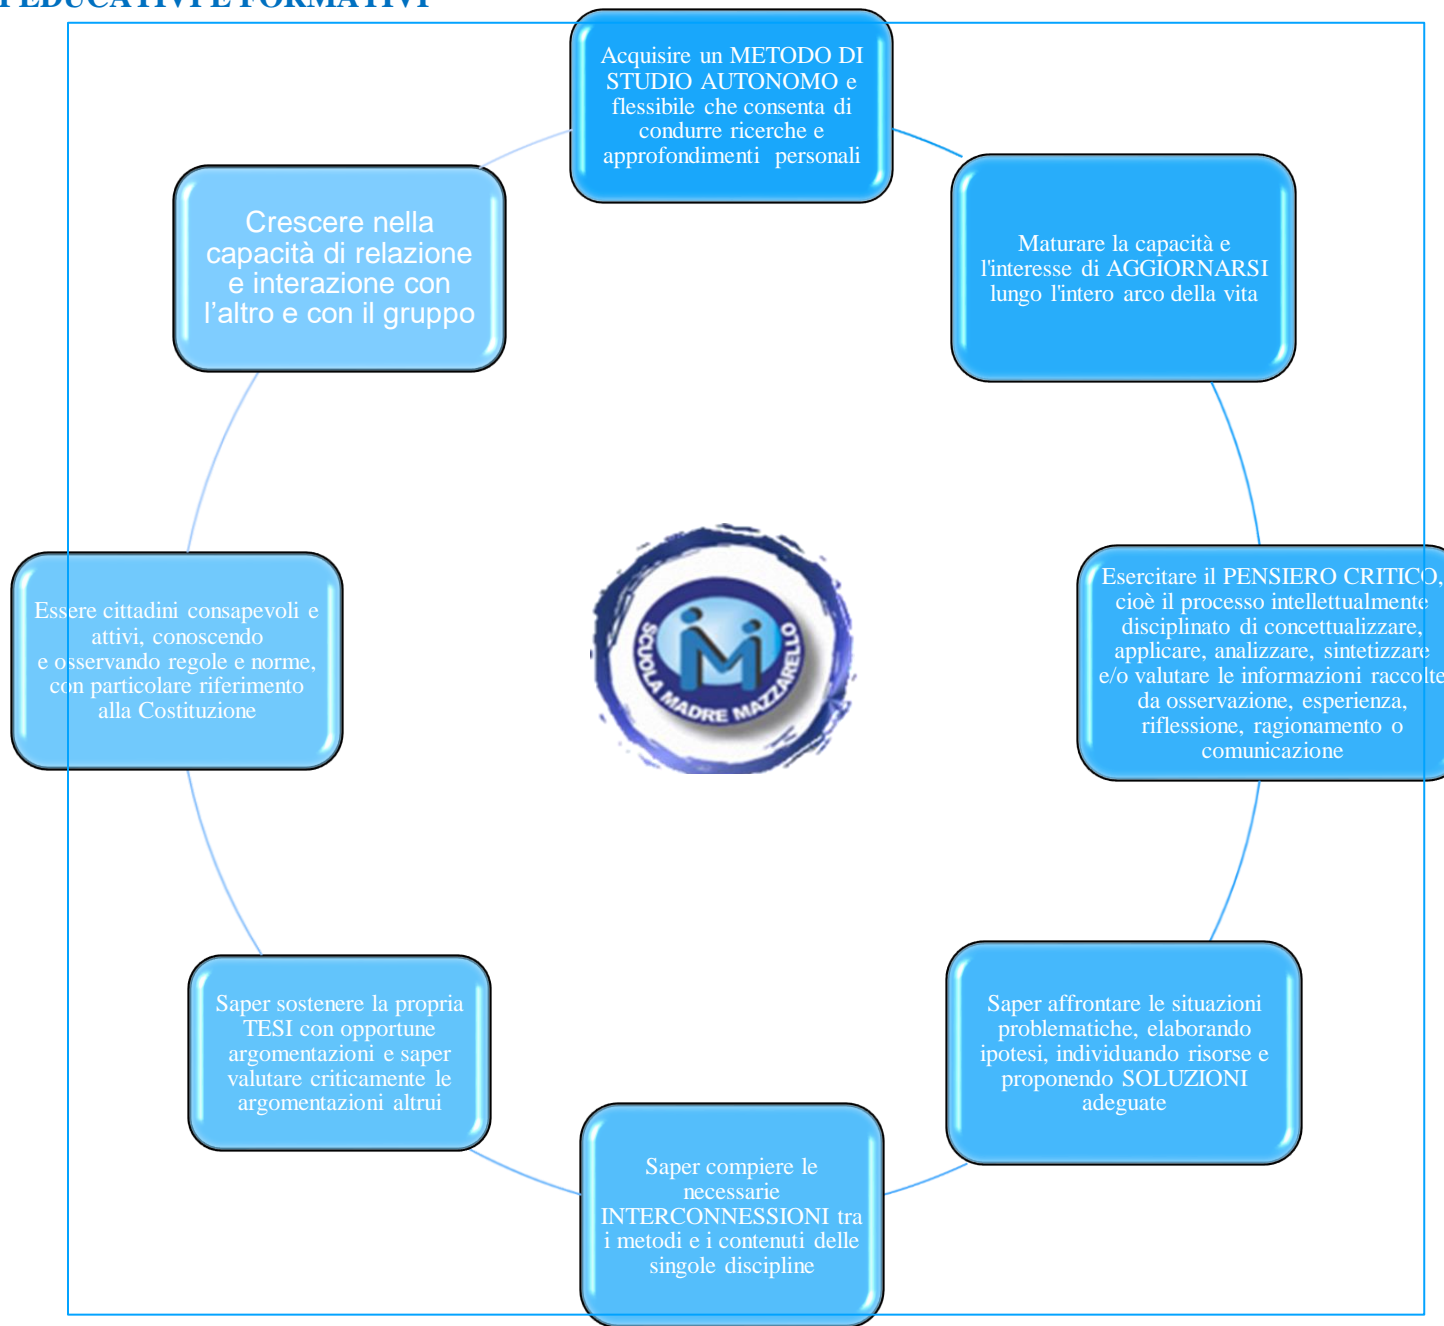 EDUCATIVI E FORMATIVI
Acquisire un METODO DI
STUDIO AUTONOMO e
flessibile che consenta di
condurre ricerche e
approfondimenti personali
Maturare la capacità e
l'interesse di AGGIORNARSI
lungo l'intero arco della vita
Esercitare il PENSIERO CRITICO,
cioè il processo intellettualmente
disciplinato di concettualizzare,
applicare, analizzare, sintetizzare
e/o valutare le informazioni raccolte
da osservazione, esperienza,
riflessione, ragionamento o
comunicazione
Saper affrontare le situazioni
problematiche, elaborando
ipotesi, individuando risorse e
proponendo SOLUZIONI
adeguate
Saper compiere le
necessarie
INTERCONNESSIONI tra
i metodi e i contenuti delle
singole discipline
Saper sostenere la propria
TESI con opportune
argomentazioni e saper
valutare criticamente le
argomentazioni altrui
Essere cittadini consapevoli e
attivi, conoscendo
e osservando regole e norme,
con particolare riferimento
alla Costituzione
Crescere nella
capacità di relazione
e interazione con
l’altro e con il gruppo
SCUOLA MADRE MAZZARELLO